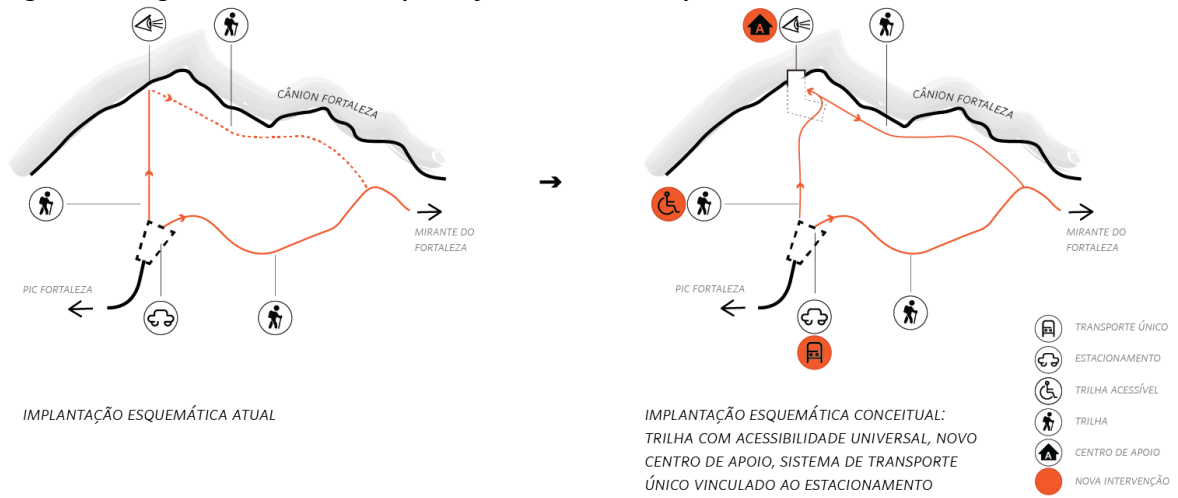 CÂNION FORTALEZA
MIRANTE DO
FORTALEZA
PIC FORTALEZA
IMPLANTAÇÃO ESQUEMÁTICA ATUAL
A
CÂNION FORTALEZA
MIRANTE DO
FORTALEZA
PIC FORTALEZA
IMPLANTAÇÃO ESQUEMÁTICA CONCEITUAL:
TRILHA COM ACESSIBILIDADE UNIVERSAL, NOVO
CENTRO DE APOIO, SISTEMA DE TRANSPORTE
ÚNICO VINCULADO AO ESTACIONAMENTO
TRANSPORTE ÚNICO
ESTACIONAMENTO
TRILHA ACESSÍVEL
TRILHA
A
CENTRO DE APOIO
NOVA INTERVENÇÃO